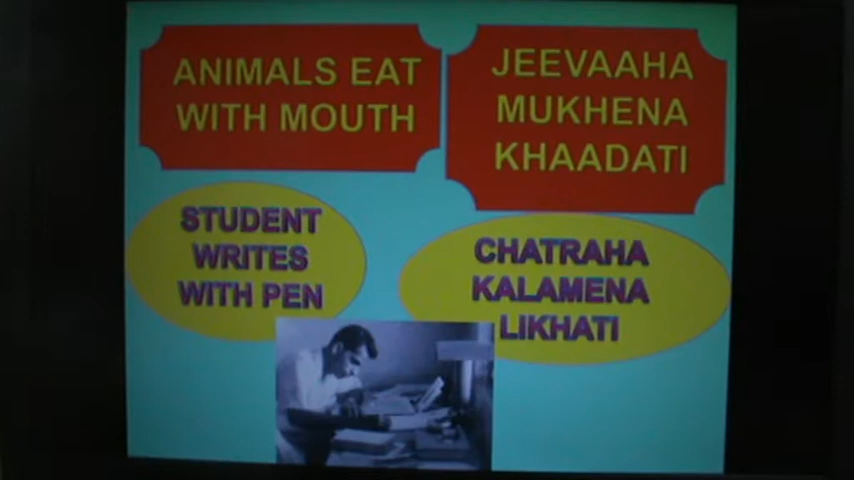 ANIMALS EAT
WITH MOUTH
JEEVAAHA
MUKHENA
KHAADATI
STUDENT
WRITES
WITH PEN
CHATRAHA
KALAMENA
LIKHATI